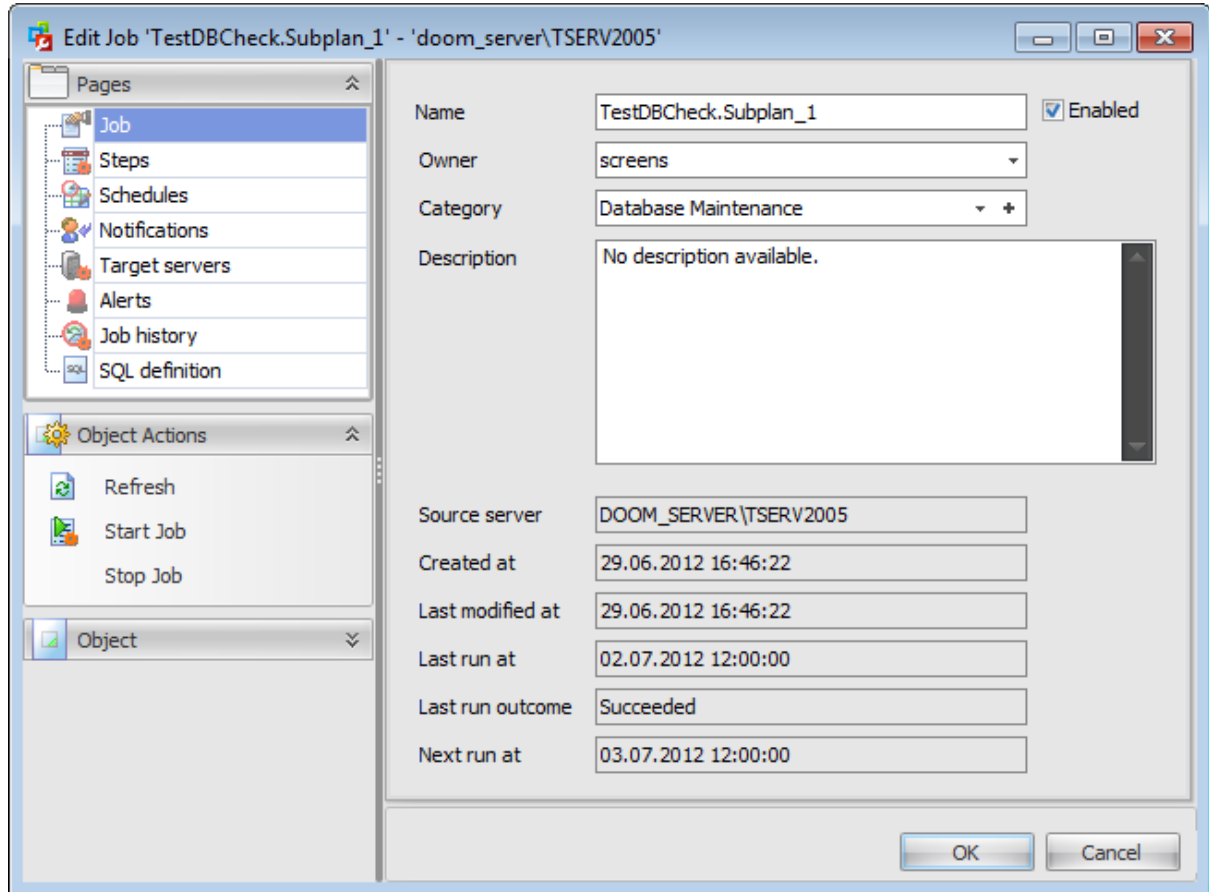 Edit Job 'TestDBCheck.Subplan_1' - 'doom_server\TSERV2005'
Pages
Job
Steps
Schedules
Notifications
Target servers
Alerts
Job history
SQL
SQL definition
Object Actions
Refresh
Start Job
Stop Job
Object
Name TestDBCheck.Subplan_1 Enabled
Owner screens
Category Database Maintenance
Description No description available.
Source server DOOM_SERVER\TSERV2005
Created at 29.06.2012 16:46:22
Last modified at 29.06.2012 16:46:22
Last run at 02.07.2012 12:00:00
Last run outcome Succeeded
Next run at 03.07.2012 12:00:00
OK Cancel